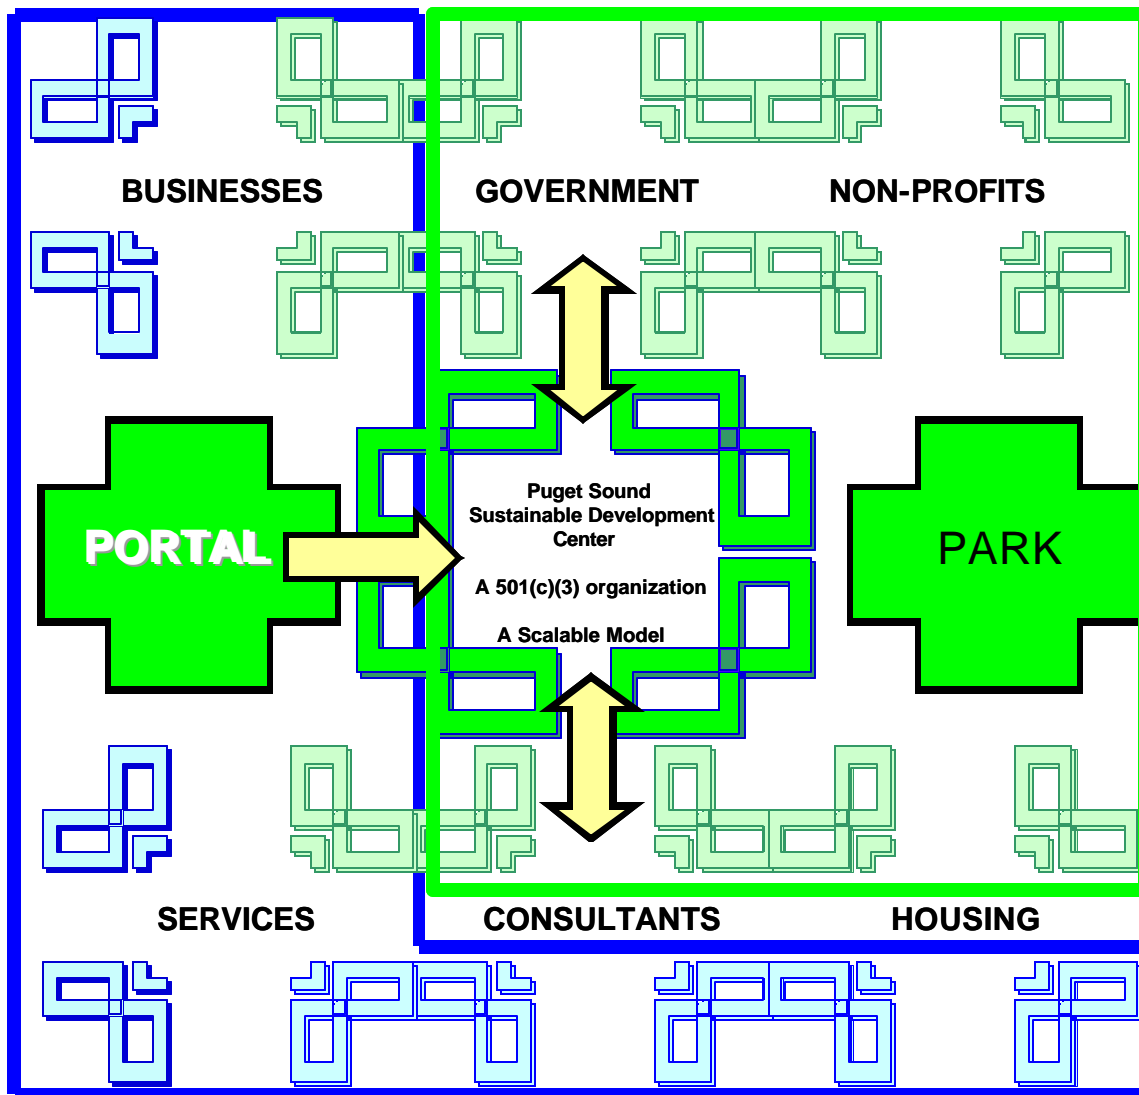 BUSINESSES
GOVERNMENT
NON-PROFITS
Puget Sound
Sustainable Development
Center
A 501(c)(3) organization
A Scalable Model
PORTAL
PARK
SERVICES
CONSULTANTS
HOUSING